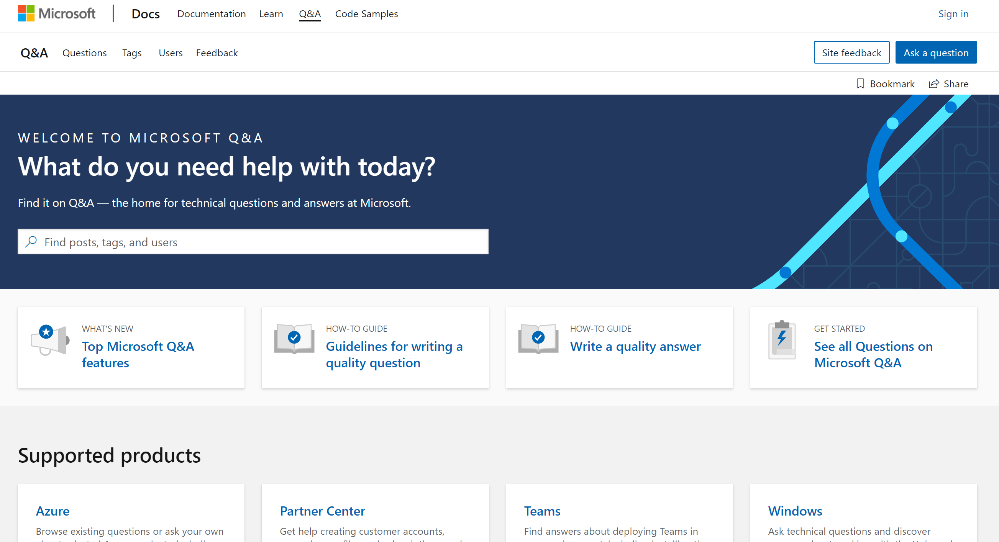 Microsoft | Docs Documentation Learn Q&A Code Samples Sign in
Q&A Questions Tags Users Feedback Site feedback Ask a question
Bookmark Share
WELCOME TO MICROSOFT Q&A
What do you need help with today?
Find it on Q&A — the home for technical questions and answers at Microsoft.
Find posts, tags, and users
WHAT'S NEW
Top Microsoft Q&A
features
HOW-TO GUIDE
Guidelines for writing a
quality question
HOW-TO GUIDE
Write a quality answer
GET STARTED
See all Questions on
Microsoft Q&A
Supported products
Azure
Browse existing questions or ask your own
Partner Center
Get help creating customer accounts,
Teams
Find answers about deploying Teams in
Windows
Ask technical questions and discover